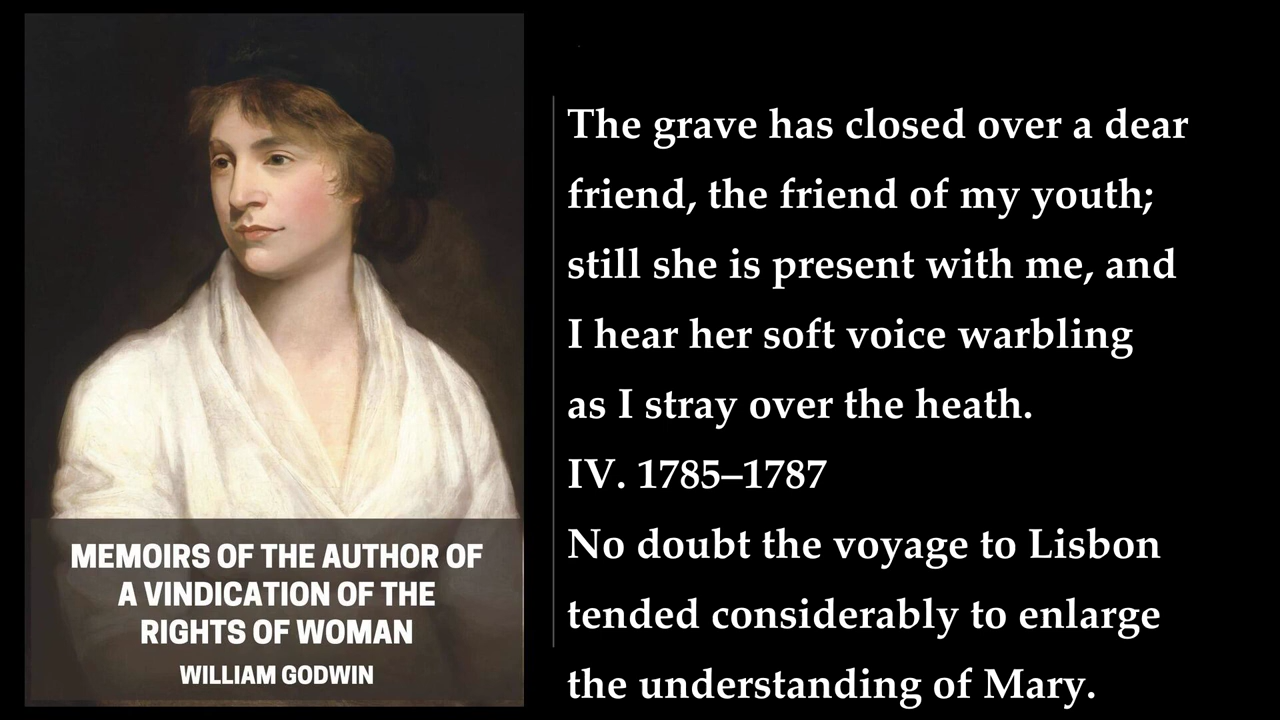 The grave has closed over a dear
friend, the friend of my youth;
still she is present with me, and
I hear her soft voice warbling
as I stray over the heath.
IV. 1785–1787
No doubt the voyage to Lisbon
tended considerably to enlarge
the understanding of Mary.
MEMOIRS OF THE AUTHOR OF
A VINDICATION OF THE
RIGHTS OF WOMAN
WILLIAM GODWIN